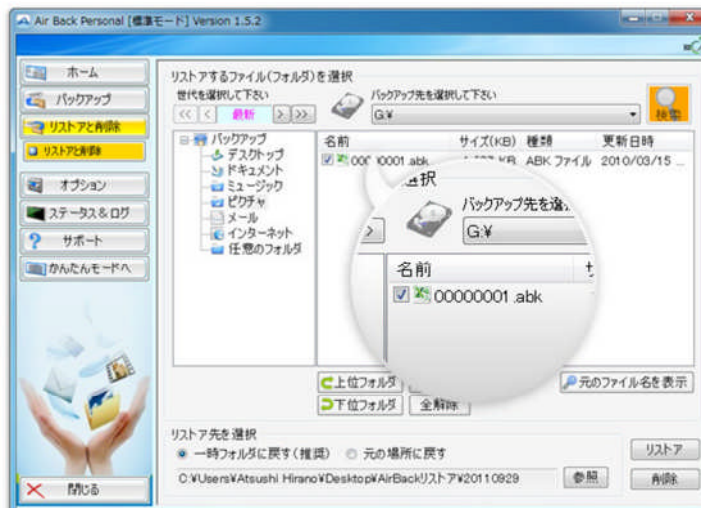 Air Back Personal [標準モード] Version 1.5.2
ホーム
バックアップ
リストアと削除
リストアと削除
オプション
ステータス&ログ
サポート
かんたんモードへ
閉じる
リストアするファイル(フォルダ)を選択
世代を選択して下さい
<< < 最新 > >>
バックアップ先を選択して下さい
G:¥
検索
バックアップ
デスクトップ
ドキュメント
ミュージック
ピクチャ
メール
インターネット
任意のフォルダ
名前 サイズ(KB) 種類 更新日時
0001.abk KB ABK ファイル 2010/03/15 ...
選択
バックアップ先を選
G:¥
名前
00000001.abk
上位フォルダ
元のファイル名を表示
下位フォルダ 全解除
リストア先を選択
一時フォルダに戻す(推奨) 元の場所に戻す
リストア
C:¥Users¥Atsushi Hirano¥Desktop¥AirBackリストア¥20110929 参照 削除